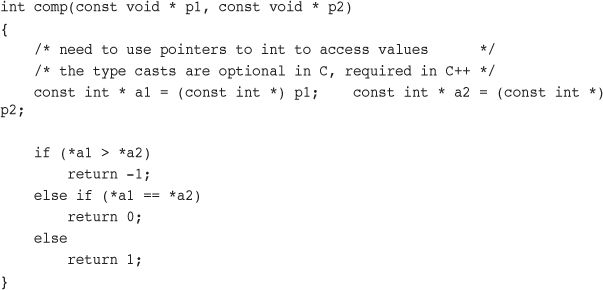 int comp(const void * p1, const void * p2)
{
    /* need to use pointers to int to access values      */
    /* the type casts are optional in C, required in C++ */
    const int * a1 = (const int *) p1;    const int * a2 = (const int *)
p2;

    if (*a1 > *a2)
        return -1;
    else if (*a1 == *a2)
        return 0;
    else
        return 1;
}